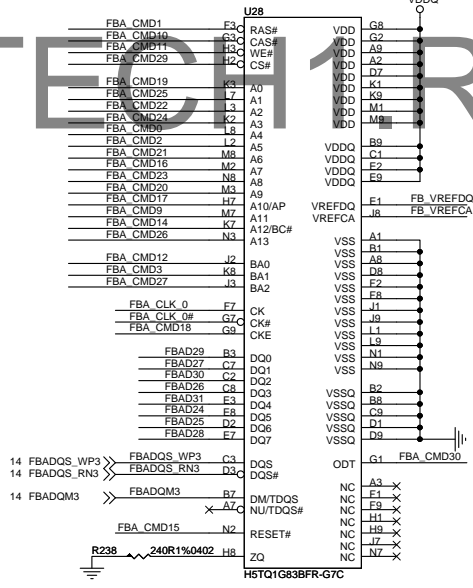 TECH1.R
U28
VDDQ
FBA_CMD1 F3 RAS#
FBA_CMD10 G3 CAS#
FBA_CMD11 H3 WE#
FBA_CMD29 H2 CS#
FBA_CMD19 K3 A0
FBA_CMD25 L7 A1
FBA_CMD22 L3 A2
FBA_CMD24 K2 A3
FBA_CMD0 L8 A4
FBA_CMD2 L2 A5
FBA_CMD21 M8 A6
FBA_CMD16 M2 A7
FBA_CMD23 N8 A8
FBA_CMD20 M3 A9
FBA_CMD17 H7 A10/AP
FBA_CMD9 M7 A11
FBA_CMD14 K7 A12/BC#
FBA_CMD26 N3 A13
FBA_CMD12 J2 BA0
FBA_CMD3 K8 BA1
FBA_CMD27 J3 BA2
FBA_CLK_0 F7 CK
FBA_CLK_0# G7 CK#
FBA_CMD18 G9 CKE
FBAD29 B3 DQ0
FBAD27 C7 DQ1
FBAD30 C2 DQ2
FBAD26 C8 DQ3
FBAD31 E3 DQ4
FBAD24 E8 DQ5
FBAD25 D2 DQ6
FBAD28 E7 DQ7
14 FBADQS_WP3 FBADQS_WP3 C3 DQS
14 FBADQS_RN3 FBADQS_RN3 D3 DQS#
14 FBADQM3 B7 DM/TDQS
A7 NU/TDQS#
FBA_CMD15 N2 RESET#
R238 240R1%0402 H8 ZQ
VDD G8
VDD G2
VDD A9
VDD A2
VDD D7
VDD K1
VDD K9
VDD M1
VDD M9
VDDQ B9
VDDQ C1
VDDQ E2
VDDQ E9
VREFDQ E1 FB_VREFDQ
VREFCA J8 FB_VREFCA
VSS A1
VSS B1
VSS A8
VSS D8
VSS F2
VSS F8
VSS J1
VSS J9
VSS L1
VSS L9
VSS N1
VSS N9
VSSQ B2
VSSQ B8
VSSQ C9
VSSQ D1
VSSQ D9
ODT G1 FBA_CMD30
NC A3
NC F1
NC F9
NC H1
NC H9
NC J7
NC N7
H5TQ1G83BFR-G7C